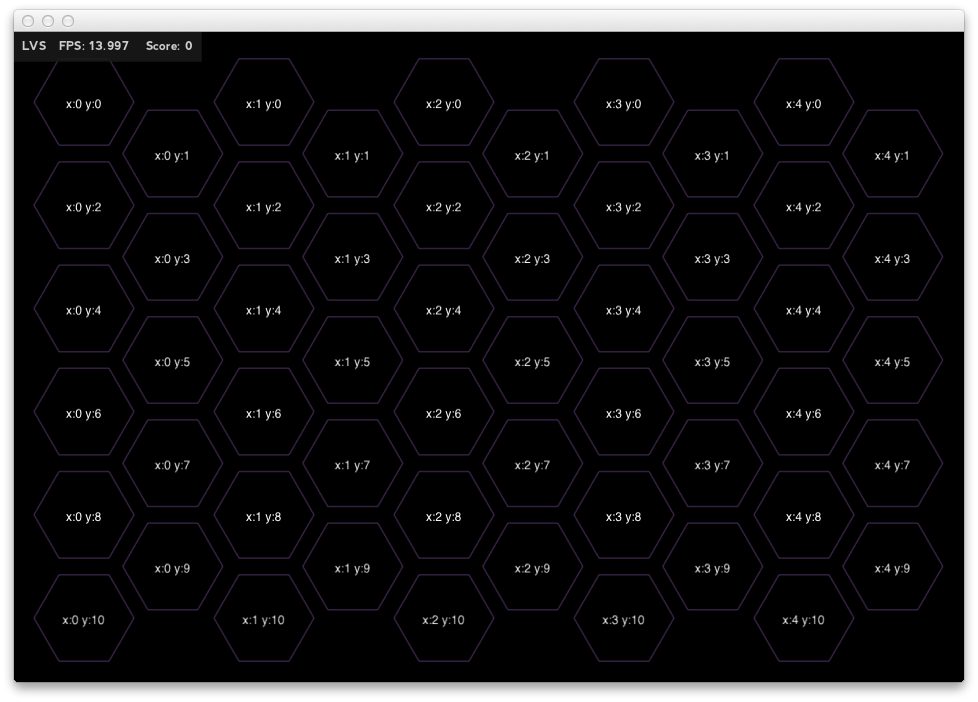 LVS FPS: 13.997 Score: 0
x:0 y:0 x:1 y:0 x:2 y:0 x:3 y:0 x:4 y:0
x:0 y:1 x:1 y:1 x:2 y:1 x:3 y:1 x:4 y:1
x:0 y:2 x:1 y:2 x:2 y:2 x:3 y:2 x:4 y:2
x:0 y:3 x:1 y:3 x:2 y:3 x:3 y:3 x:4 y:3
x:0 y:4 x:1 y:4 x:2 y:4 x:3 y:4 x:4 y:4
x:0 y:5 x:1 y:5 x:2 y:5 x:3 y:5 x:4 y:5
x:0 y:6 x:1 y:6 x:2 y:6 x:3 y:6 x:4 y:6
x:0 y:7 x:1 y:7 x:2 y:7 x:3 y:7 x:4 y:7
x:0 y:8 x:1 y:8 x:2 y:8 x:3 y:8 x:4 y:8
x:0 y:9 x:1 y:9 x:2 y:9 x:3 y:9 x:4 y:9
x:0 y:10 x:1 y:10 x:2 y:10 x:3 y:10 x:4 y:10